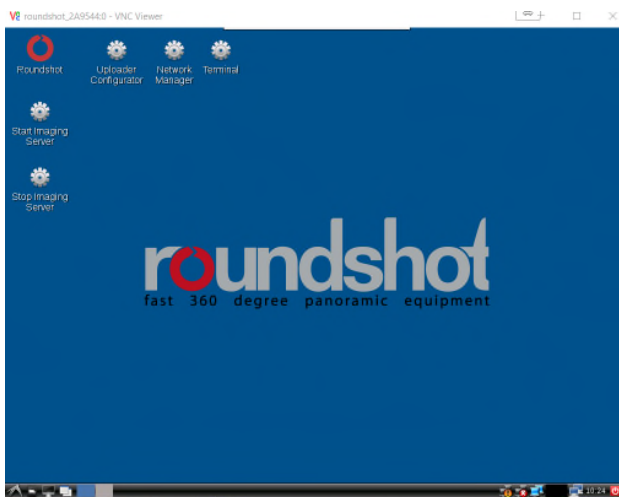 roundshot_2A9544:0 - VNC Viewer
Roundshot
Uploader Configurator
Network Manager
Terminal
Start Imaging Server
Stop Imaging Server
roundshot
fast 360 degree panoramic equipment
10:24